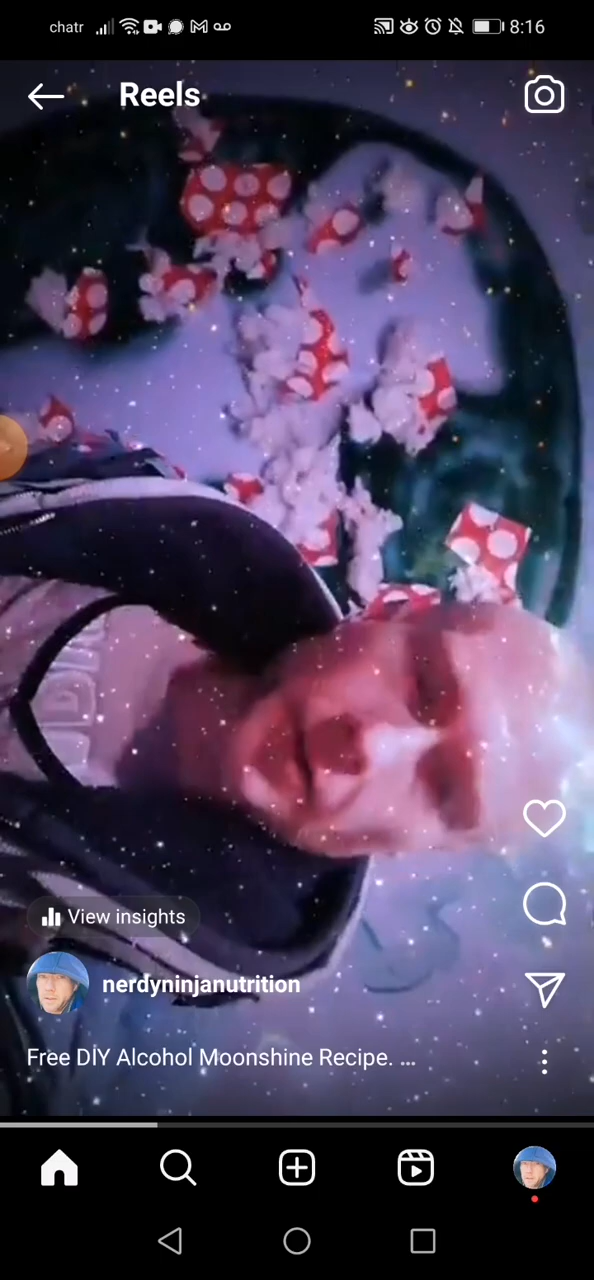 chatr 8:16
Reels
View insights
nerdyninjanutrition
Free DIY Alcohol Moonshine Recipe. ...